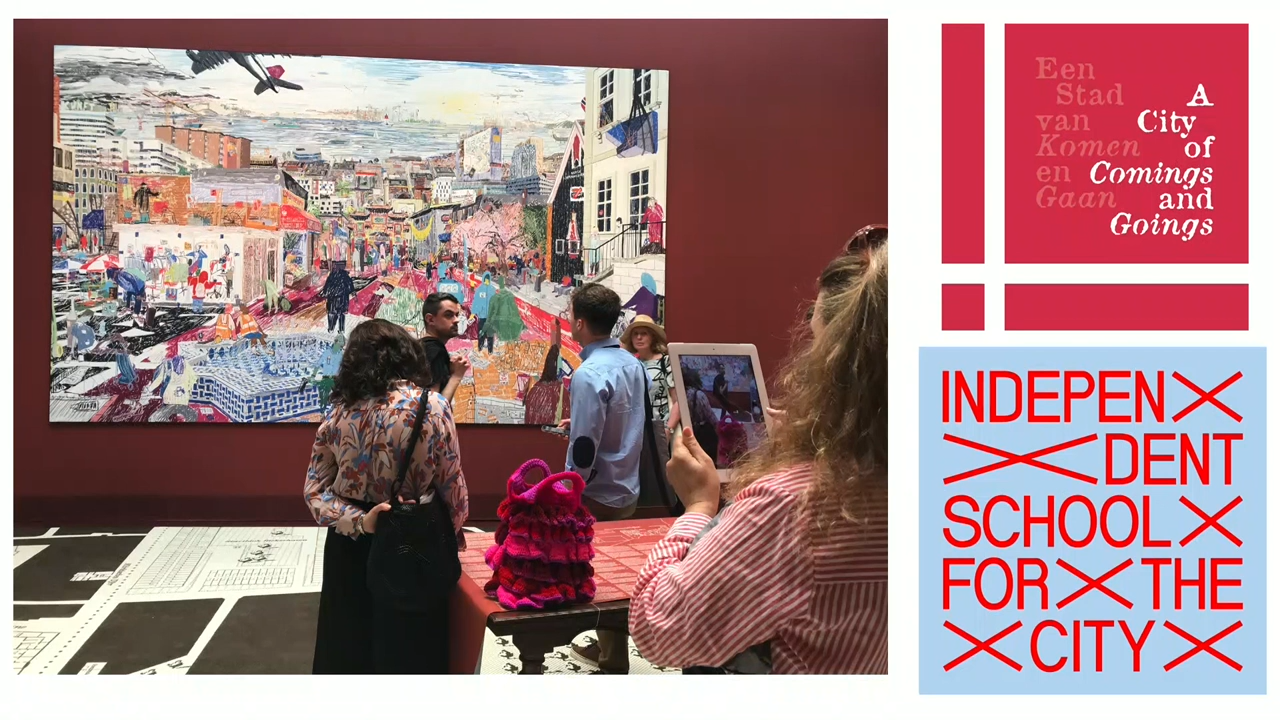 Een
Stad
van
Komen
en
Gaan
A
City
of
Comings
and
Goings
INDEPEN
DENT
SCHOOL
FOR THE
CITY